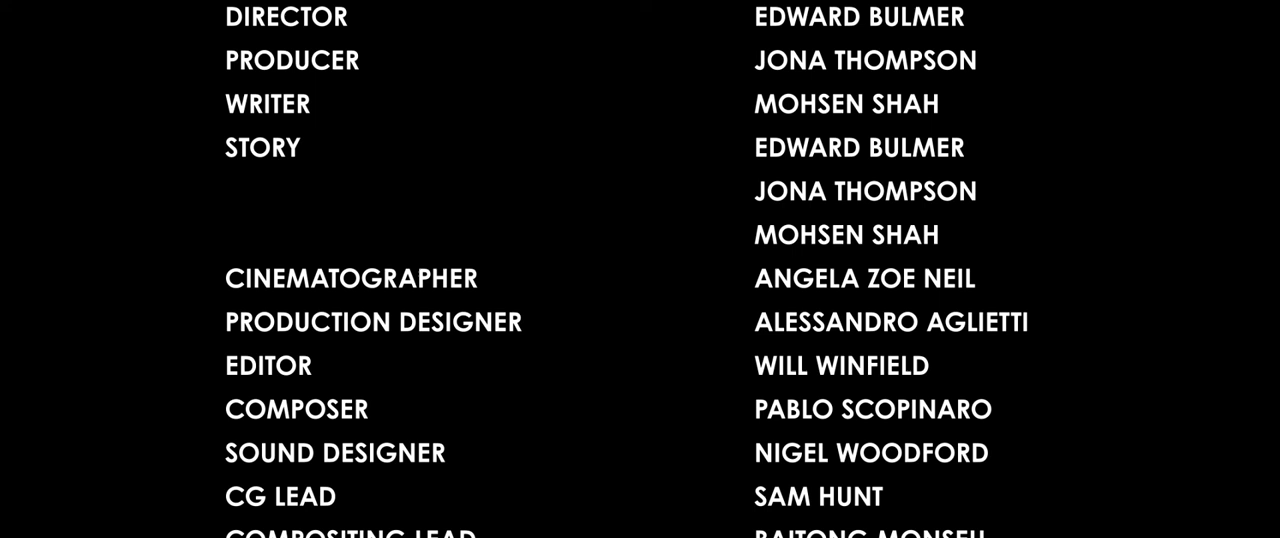 DIRECTOR EDWARD BULMER
PRODUCER JONA THOMPSON
WRITER MOHSEN SHAH
STORY EDWARD BULMER
JONA THOMPSON
MOHSEN SHAH
CINEMATOGRAPHER ANGELA ZOE NEIL
PRODUCTION DESIGNER ALESSANDRO AGLIETTI
EDITOR WILL WINFIELD
COMPOSER PABLO SCOPINARO
SOUND DESIGNER NIGEL WOODFORD
CG LEAD SAM HUNT
COMPOSITING LEAD